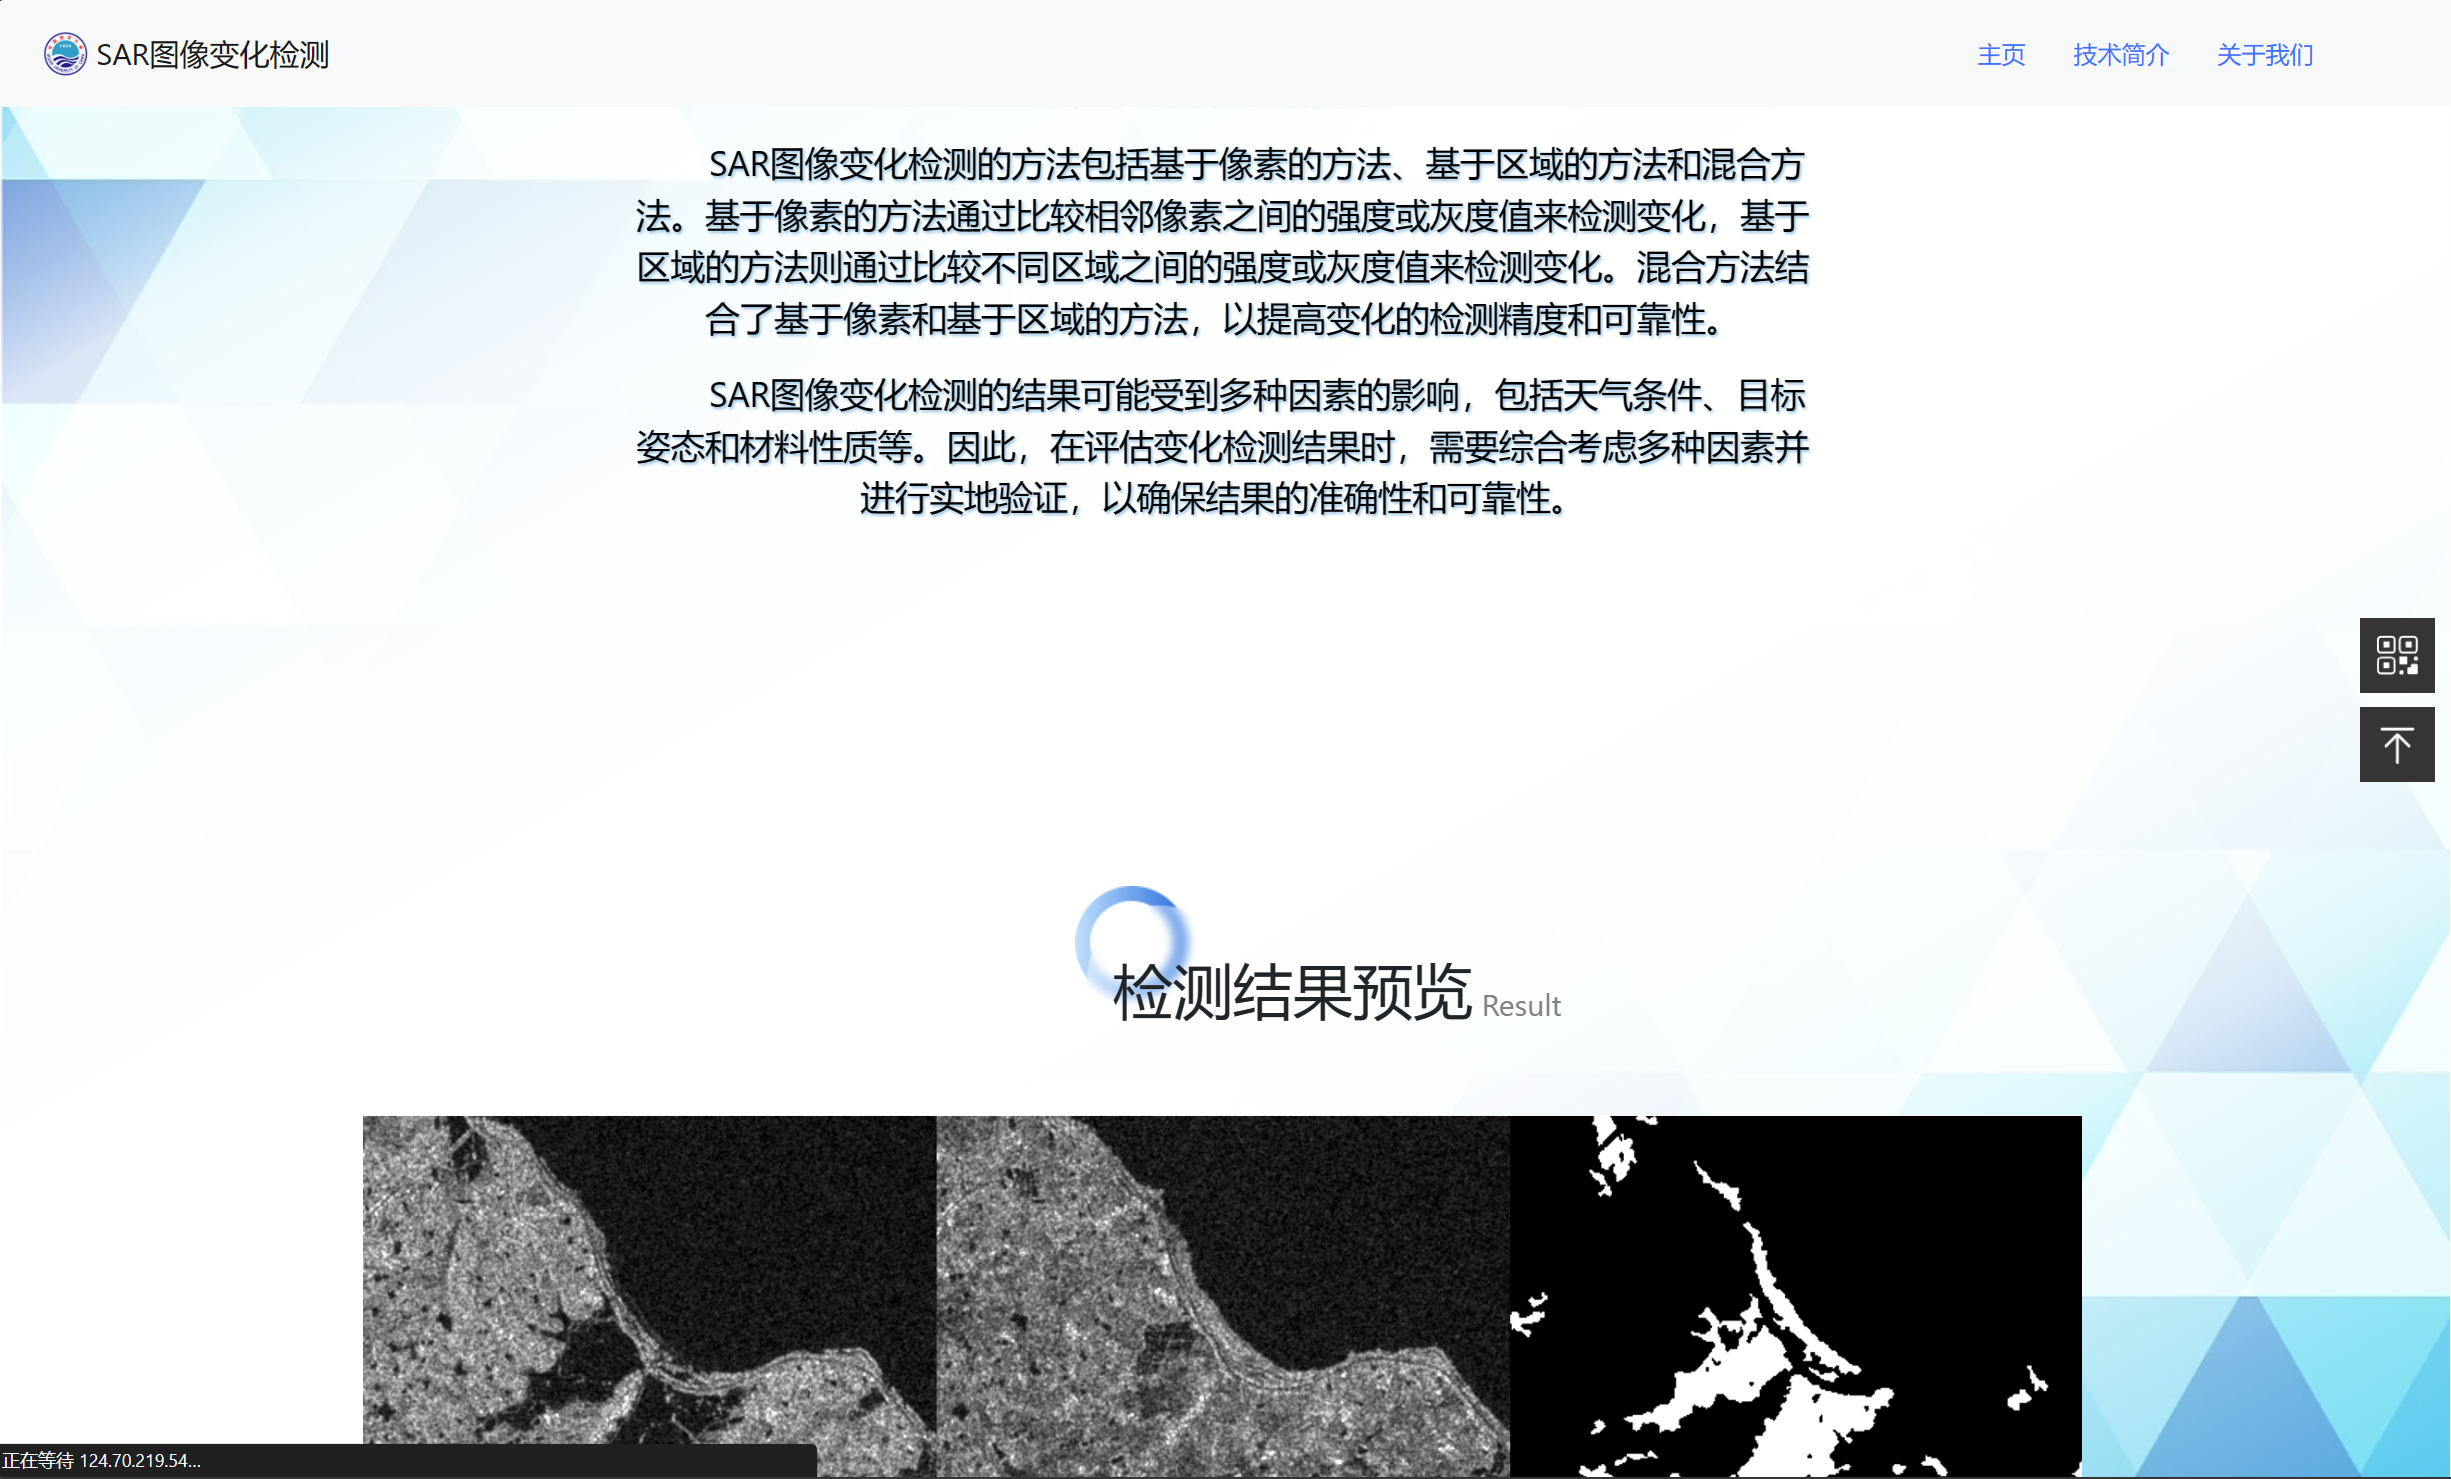 SAR图像变化检测
主页 技术简介 关于我们
SAR图像变化检测的方法包括基于像素的方法、基于区域的方法和混合方
法。基于像素的方法通过比较相邻像素之间的强度或灰度值来检测变化，基于
区域的方法则通过比较不同区域之间的强度或灰度值来检测变化。混合方法结
合了基于像素和基于区域的方法，以提高变化的检测精度和可靠性。
SAR图像变化检测的结果可能受到多种因素的影响，包括天气条件、目标
姿态和材料性质等。因此，在评估变化检测结果时，需要综合考虑多种因素并
进行实地验证，以确保结果的准确性和可靠性。
检测结果预览 Result
正在等待 124.70.219.54...